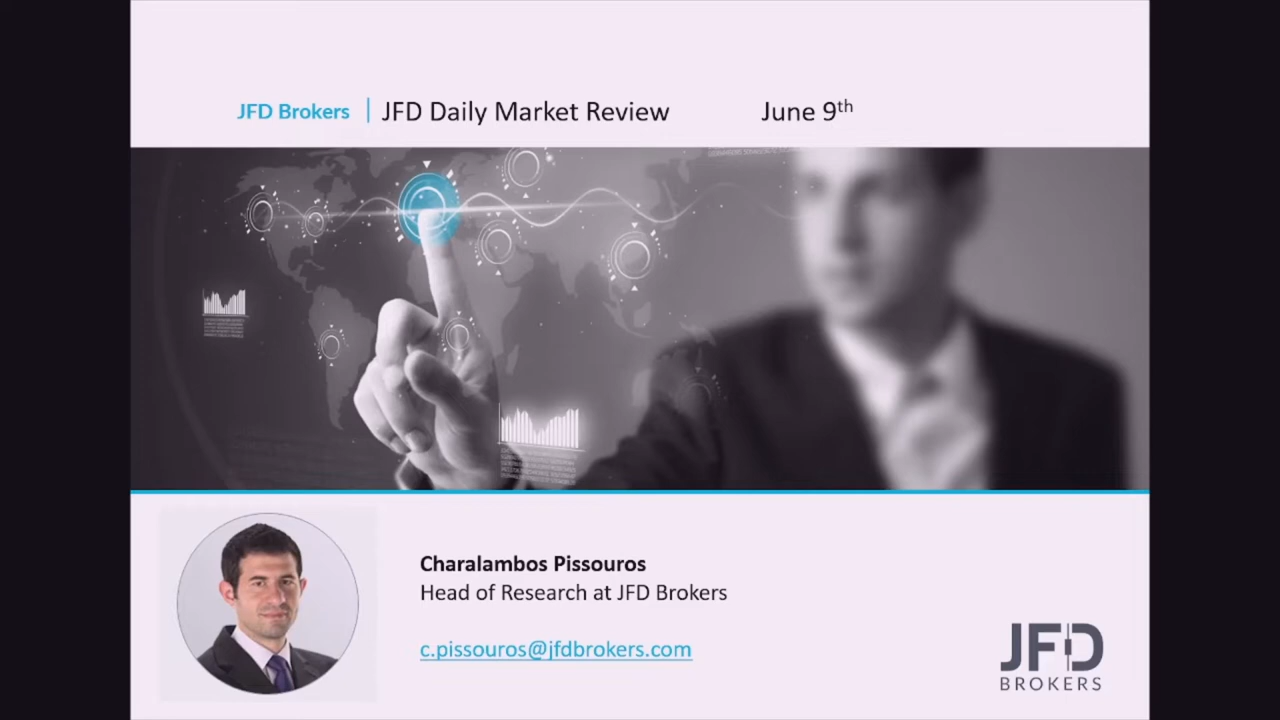 JFD Brokers | JFD Daily Market Review June 9th
Charalambos Pissouros
Head of Research at JFD Brokers
c.pissouros@jfdbrokers.com
JFD
BROKERS